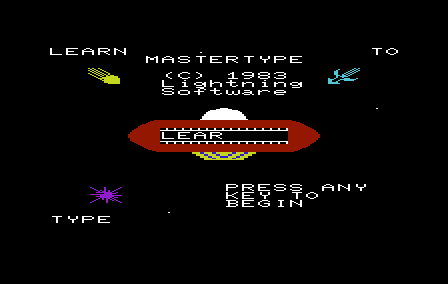 LEARN
TO
MASTERTYPE
(C) 1983
Lightning
Software
LEAR
PRESS ANY
KEY TO
BEGIN
TYPE